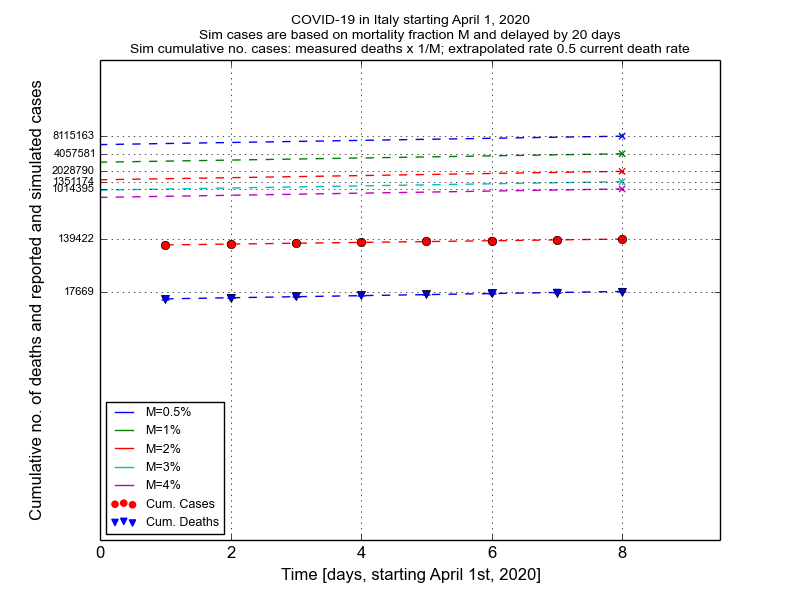 COVID-19 in Italy starting April 1, 2020
Sim cases are based on mortality fraction M and delayed by 20 days
Sim cumulative no. cases: measured deaths x 1/M; extrapolated rate 0.5 current death rate
Cumulative no. of deaths and reported and simulated cases
8115163
4057581
2028790
1351174
1014395
139422
17669
M=0.5%
M=1%
M=2%
M=3%
M=4%
Cum. Cases
Cum. Deaths
0 2 4 6 8
Time [days, starting April 1st, 2020]